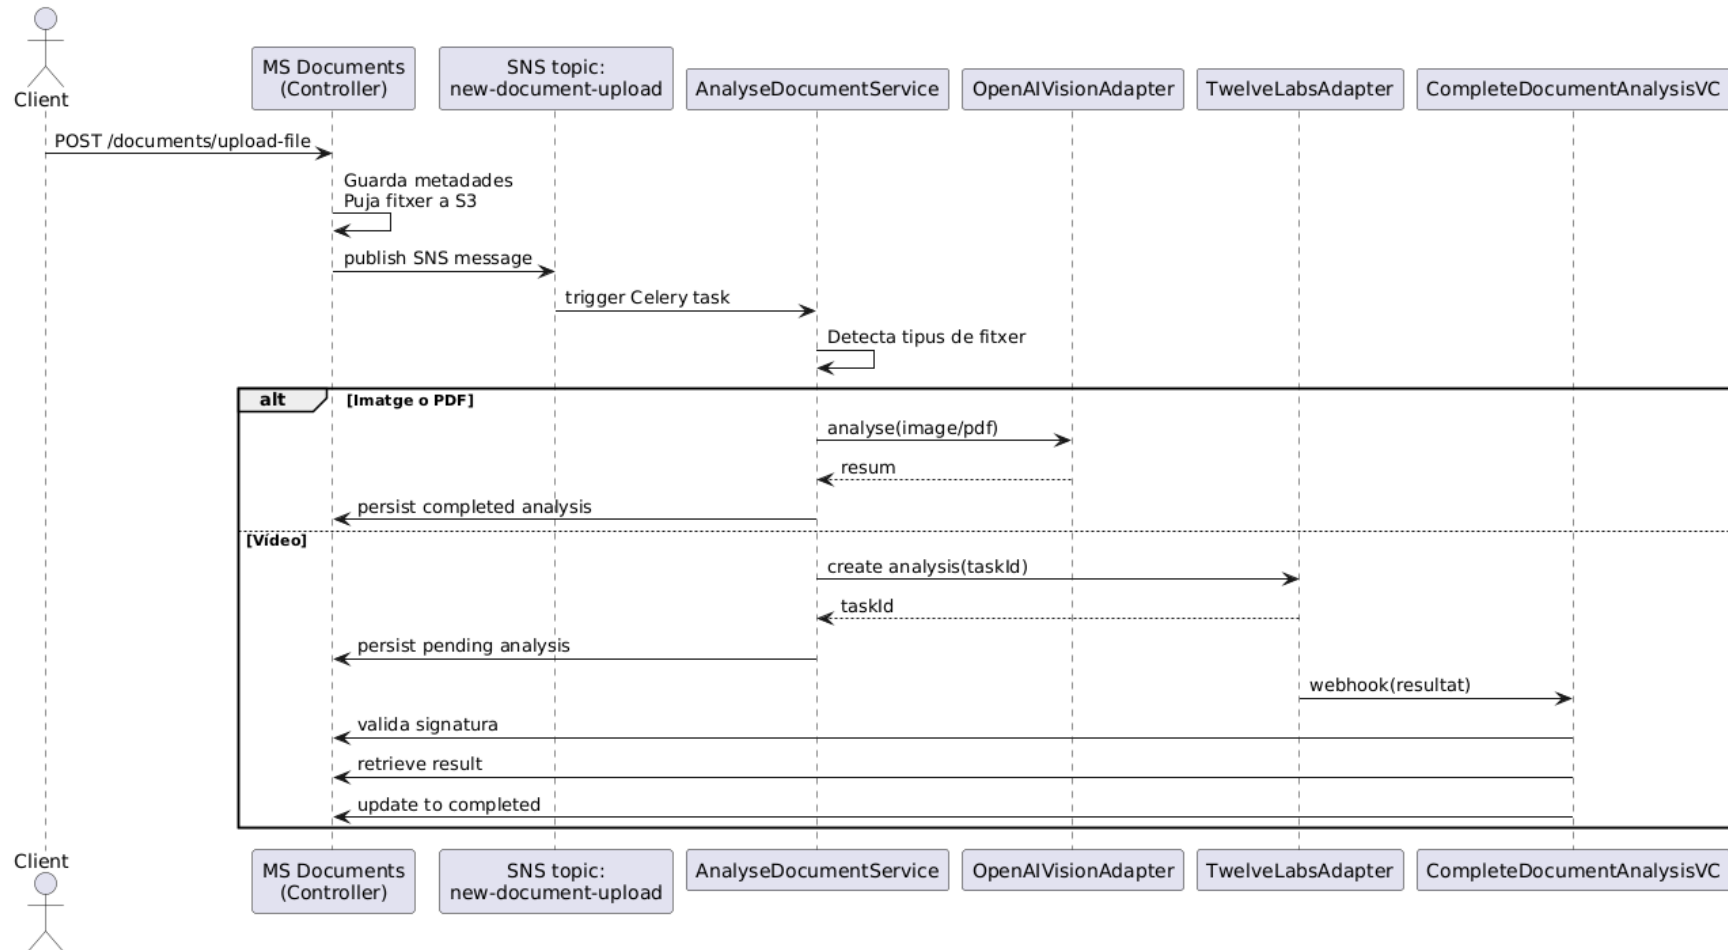 Client
MS Documents
(Controller)
SNS topic:
new-document-upload
AnalyseDocumentService
OpenAIVisionAdapter
TwelveLabsAdapter
CompleteDocumentAnalysisVC
POST /documents/upload-file
Guarda metadades
Puja fitxer a S3
publish SNS message
trigger Celery task
Detecta tipus de fitxer
alt
[Imatge o PDF]
analyse(image/pdf)
resum
persist completed analysis
[Vídeo]
create analysis(taskId)
taskId
persist pending analysis
webhook(resultat)
valida signatura
retrieve result
update to completed
Client
MS Documents
(Controller)
SNS topic:
new-document-upload
AnalyseDocumentService
OpenAIVisionAdapter
TwelveLabsAdapter
CompleteDocumentAnalysisVC